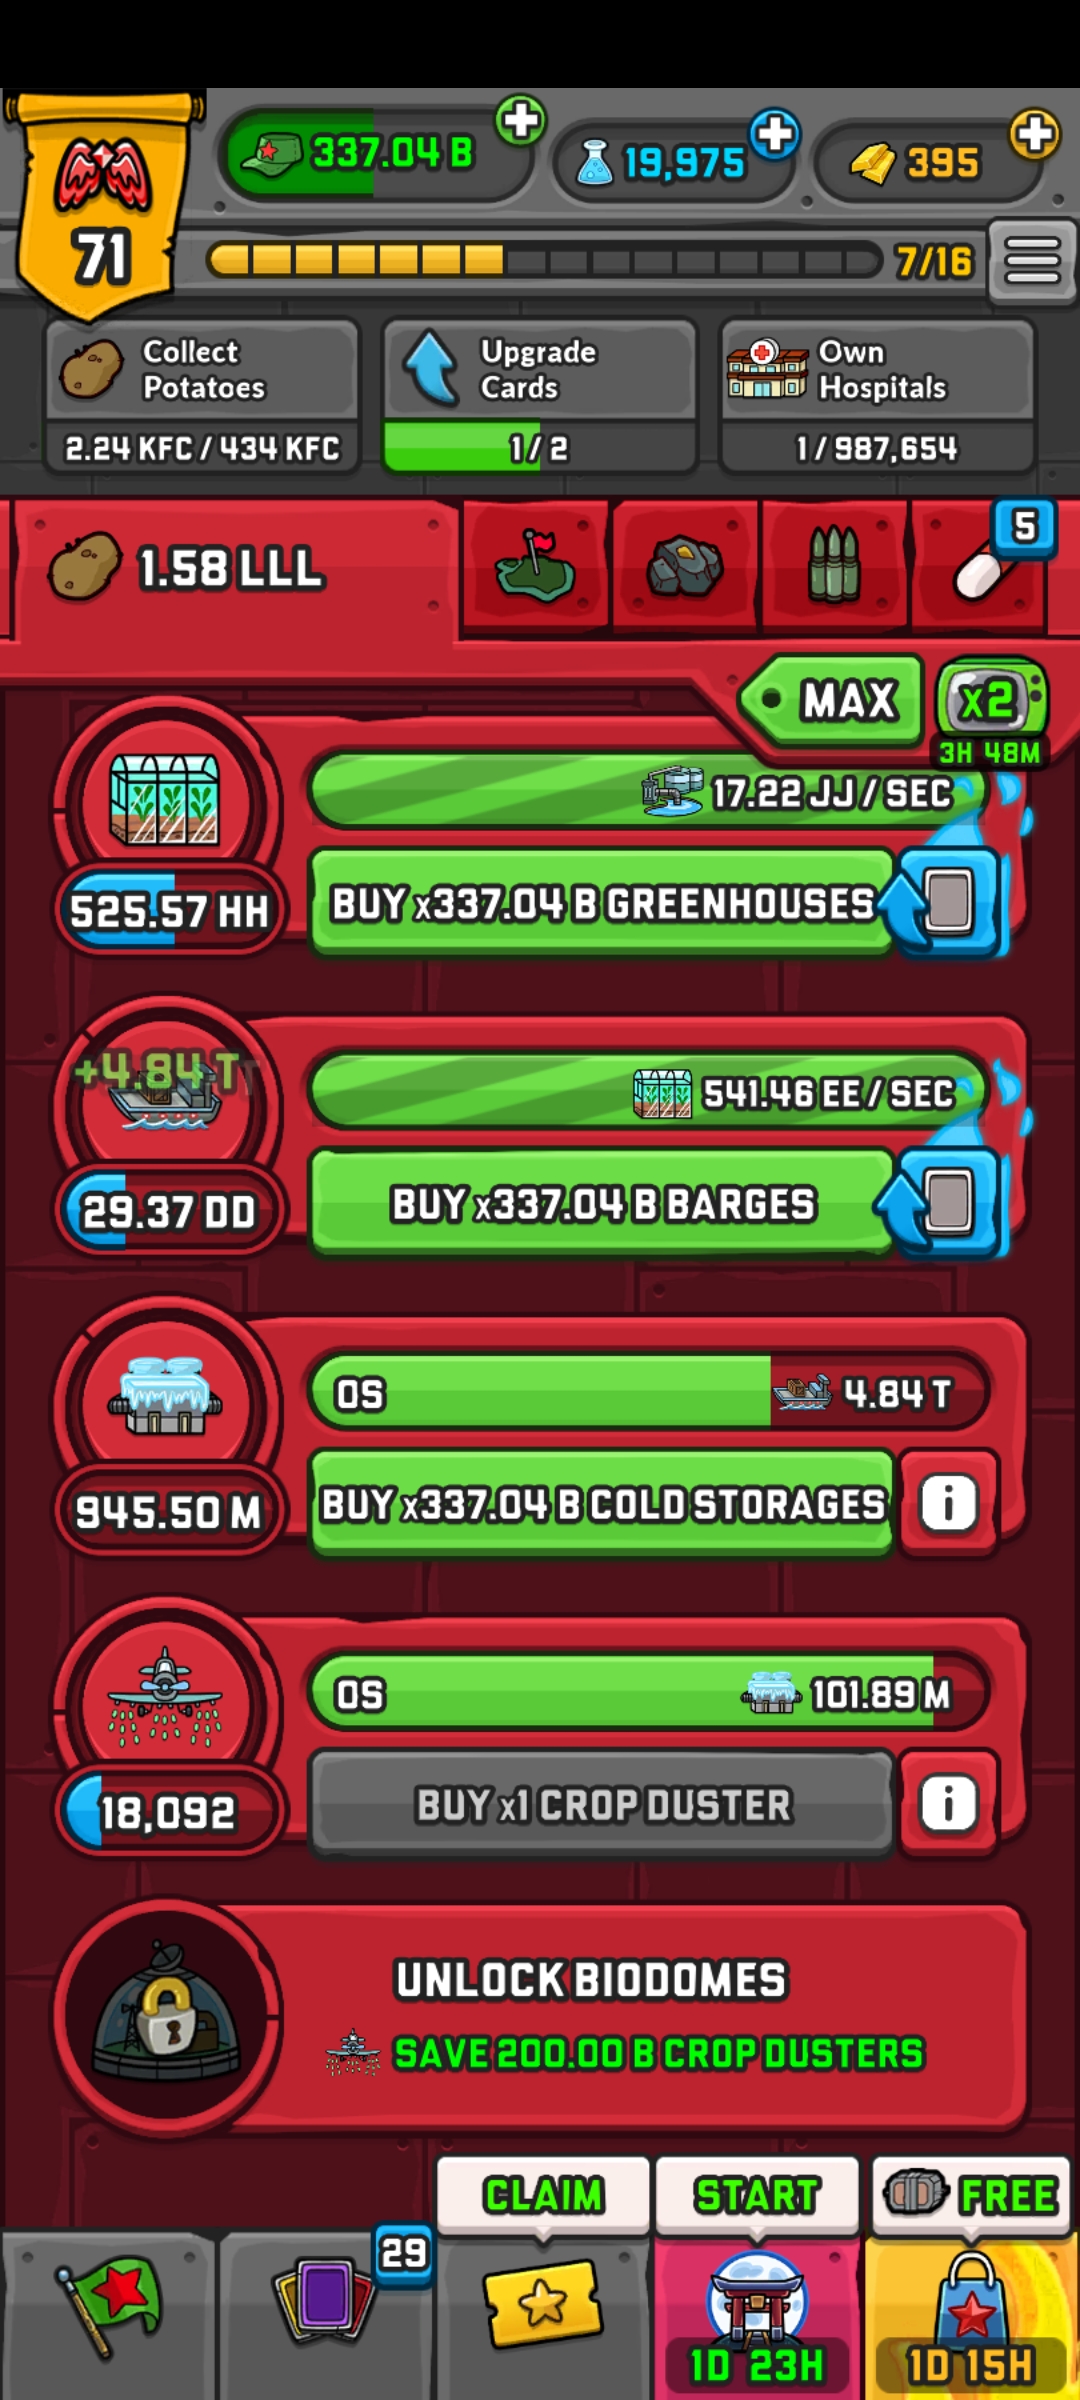 337.04 B
19,975
395
71
7/16
Collect
Potatoes
2.24 KFC / 434 KFC
Upgrade
Cards
1/ 2
Own
Hospitals
1 / 987,654
1.58 LLL
5
MAX
x2
3H 48M
17.22 JJ / SEC
525.57 HH
BUY x337.04 B GREENHOUSES
+4.84 T
541.46 EE / SEC
29.37 DD
BUY x337.04 B BARGES
0S
4.84 T
945.50 M
BUY x337.04 B COLD STORAGES
i
0S
101.89 M
18,092
BUY x1 CROP DUSTER
i
UNLOCK BIODOMES
SAVE 200.00 B CROP DUSTERS
CLAIM
START
FREE
29
1D 23H
1D 15H